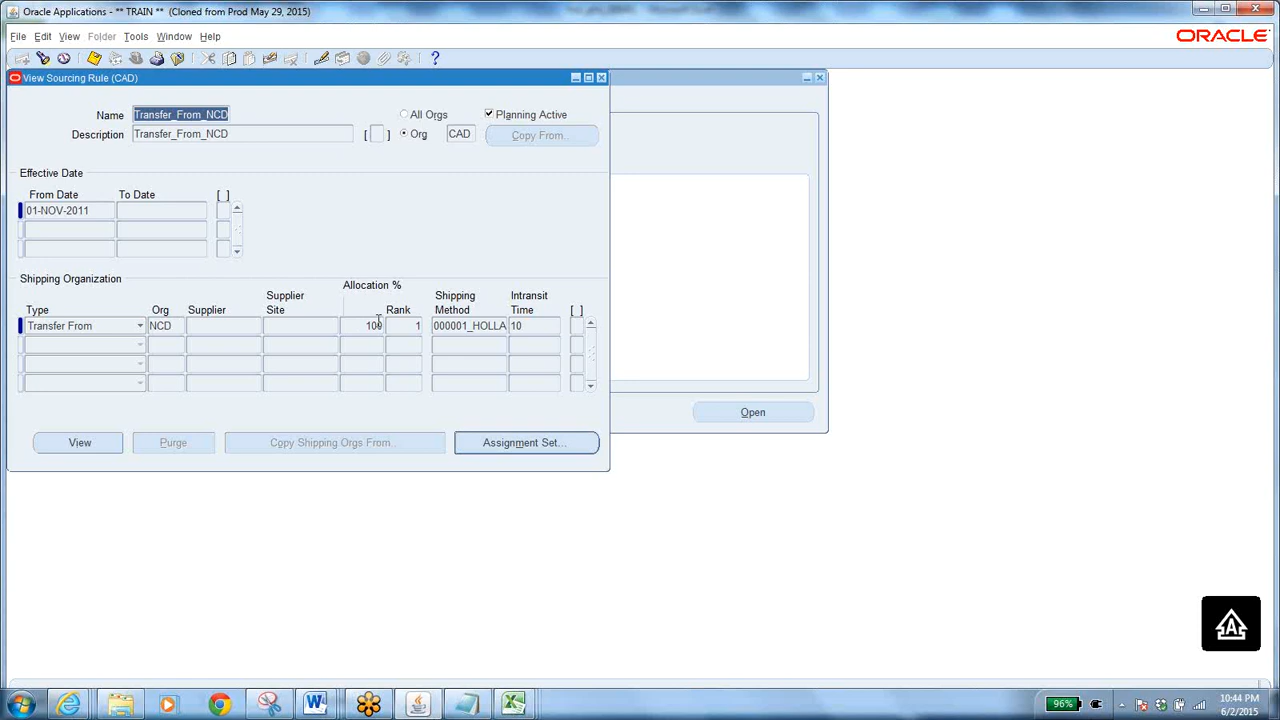 Oracle Applications - ** TRAIN ** (Cloned from Prod May 29, 2015)
File Edit View Folder Tools Window Help
ORACLE
View Sourcing Rule (CAD)
Name Transfer_From_NCD All Orgs Planning Active
Description Transfer_From_NCD [ ] Org CAD Copy From...
Effective Date
From Date To Date [ ]
01-NOV-2011
Shipping Organization
Allocation %
Supplier Shipping Intransit
Type Org Supplier Site Rank Method Time [ ]
Transfer From NCD 100 1 000001_HOLLA 10
View Purge Copy Shipping Orgs From... Assignment Set...
Open
A
96%
10:44 PM
6/2/2015